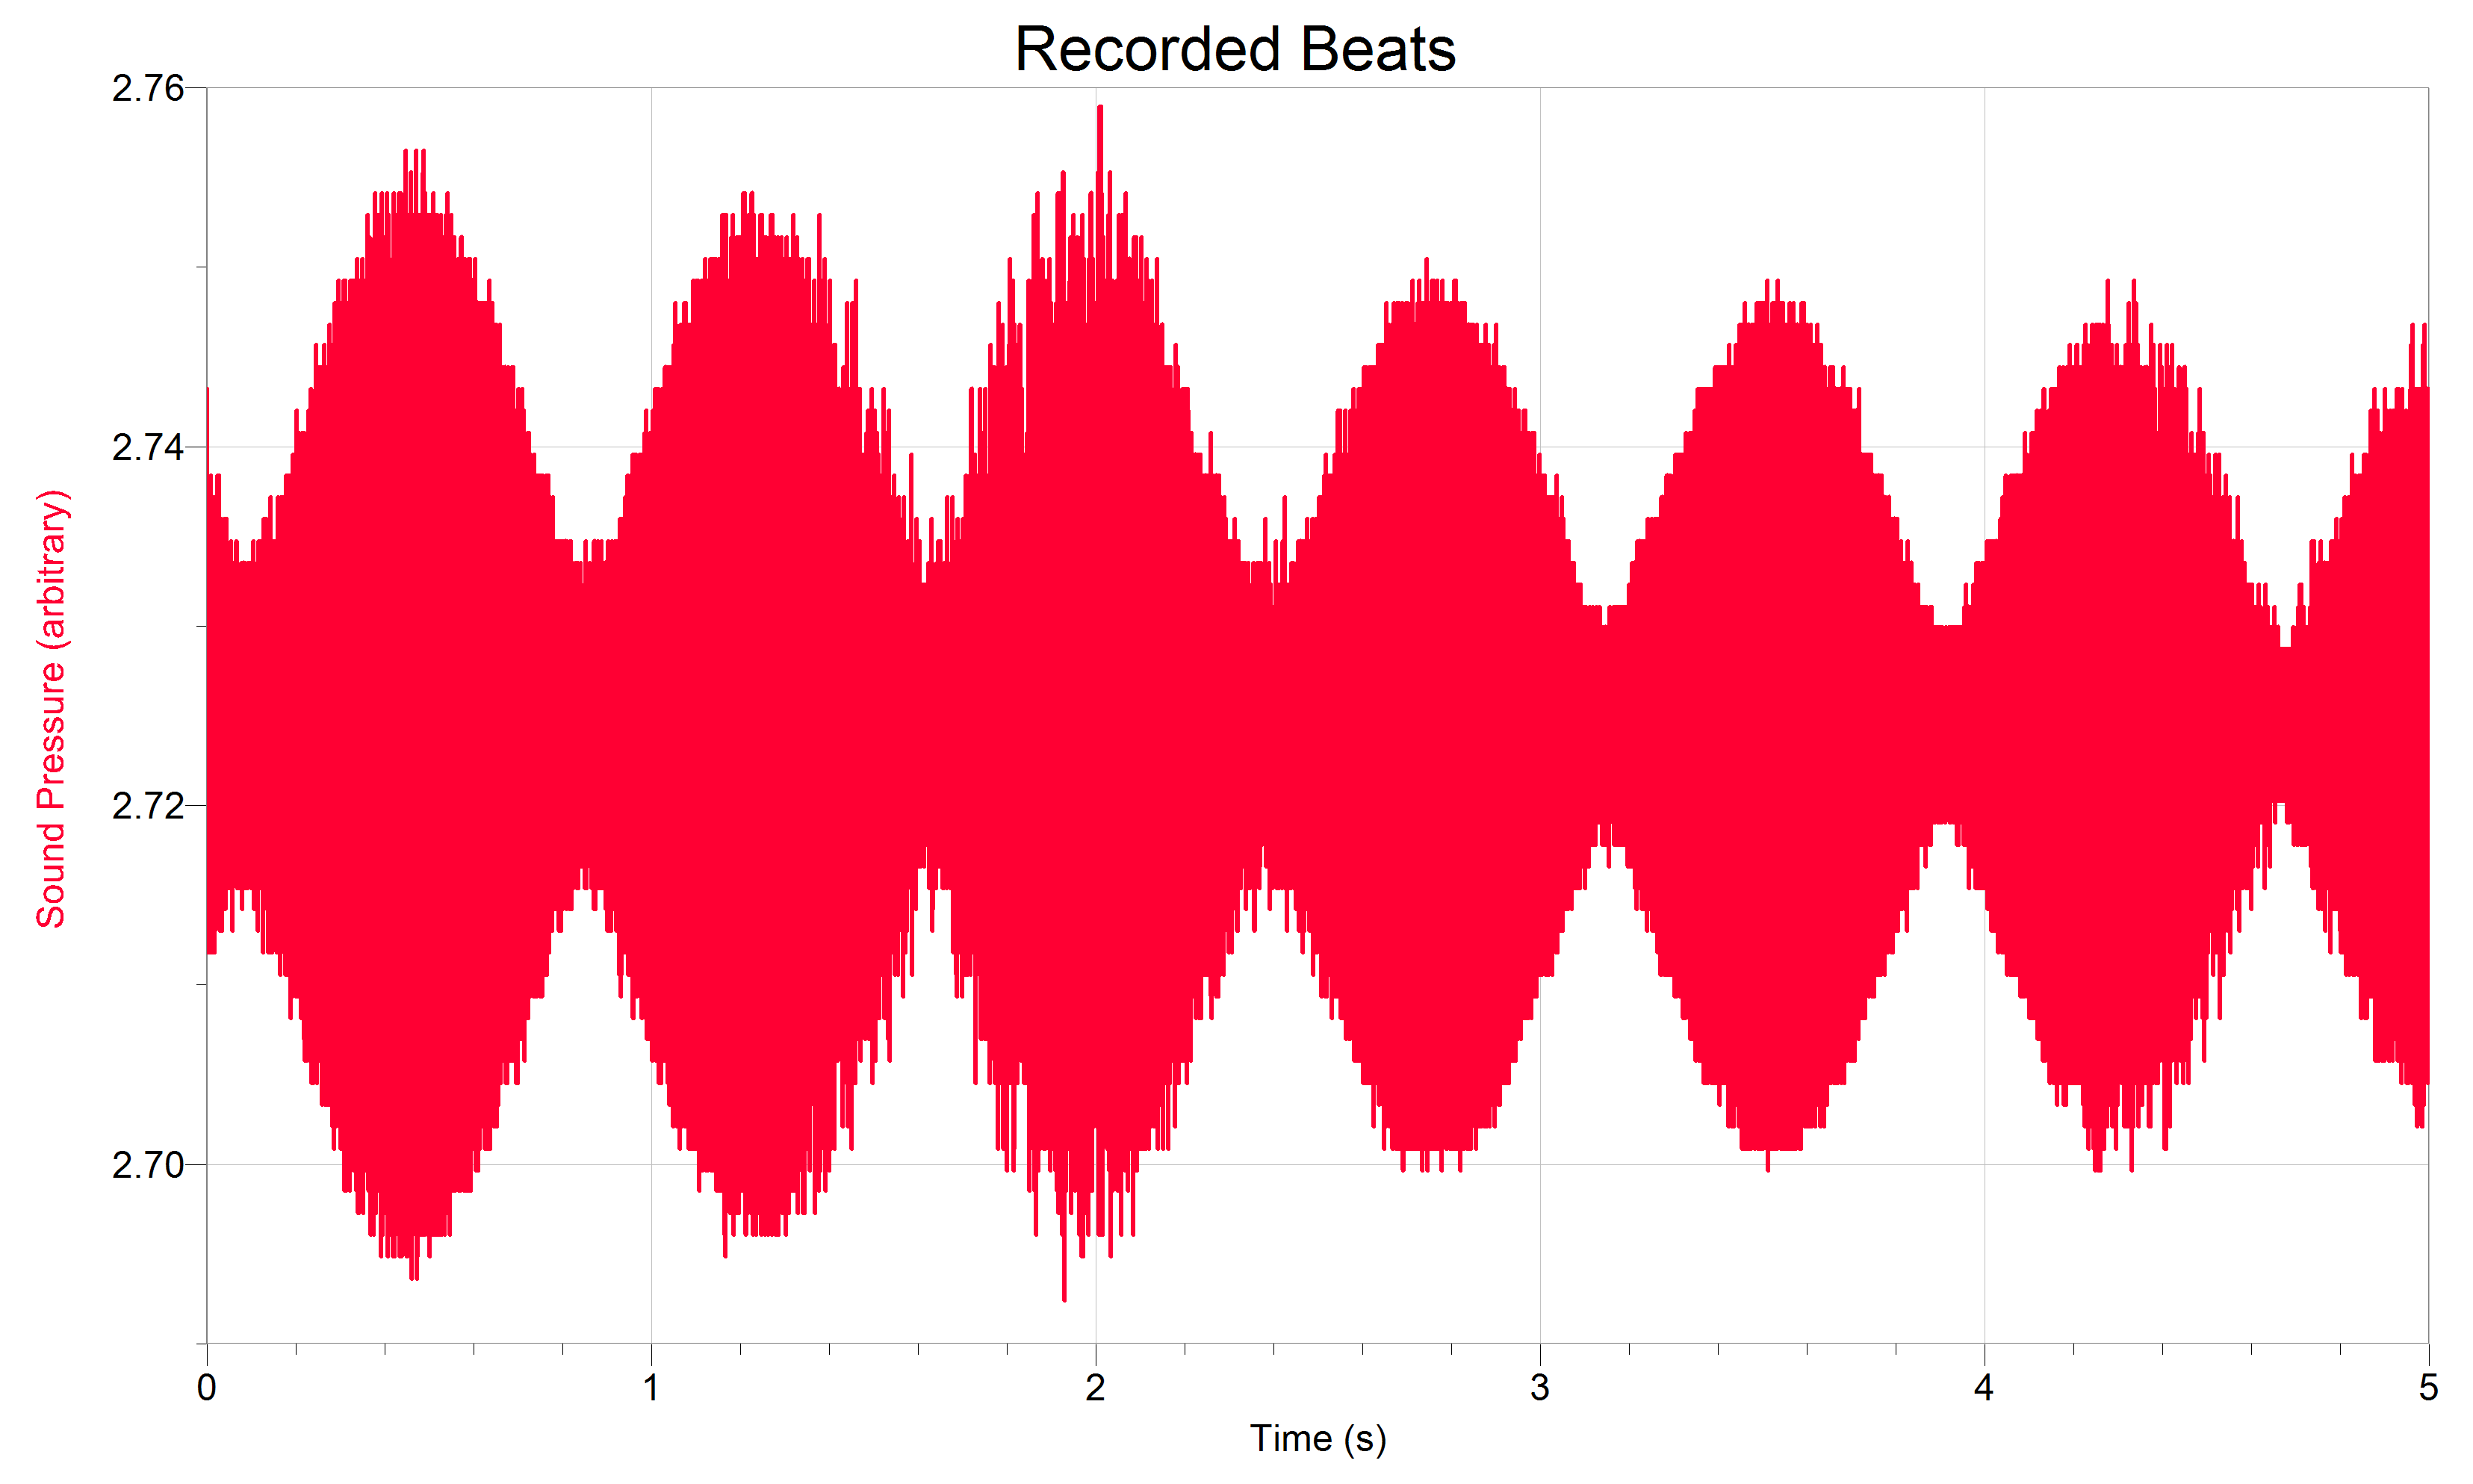 Recorded Beats
2.76
2.74
2.72
2.70
Sound Pressure (arbitrary)
0 1 2 3 4 5
Time (s)